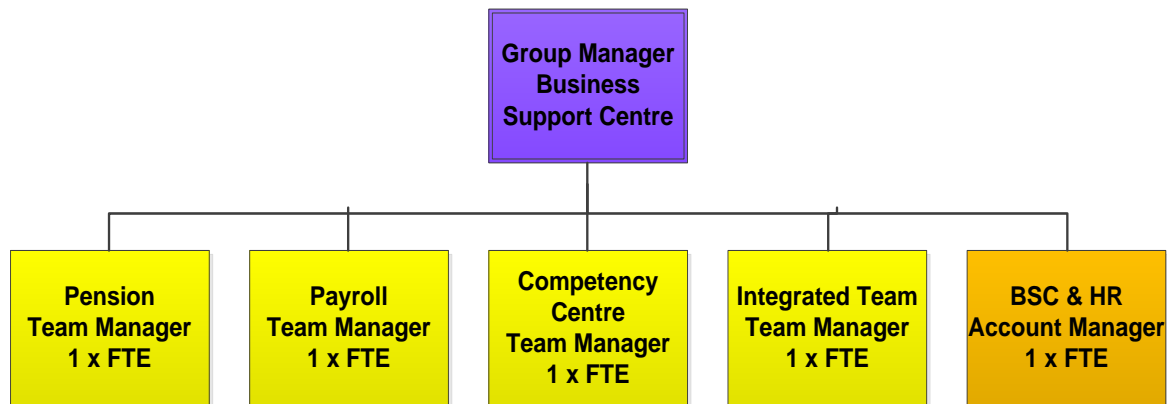 Group Manager
Business
Support Centre
Pension
Team Manager
1 x FTE
Payroll
Team Manager
1 x FTE
Competency
Centre
Team Manager
1 x FTE
Integrated Team
Team Manager
1 x FTE
BSC & HR
Account Manager
1 x FTE